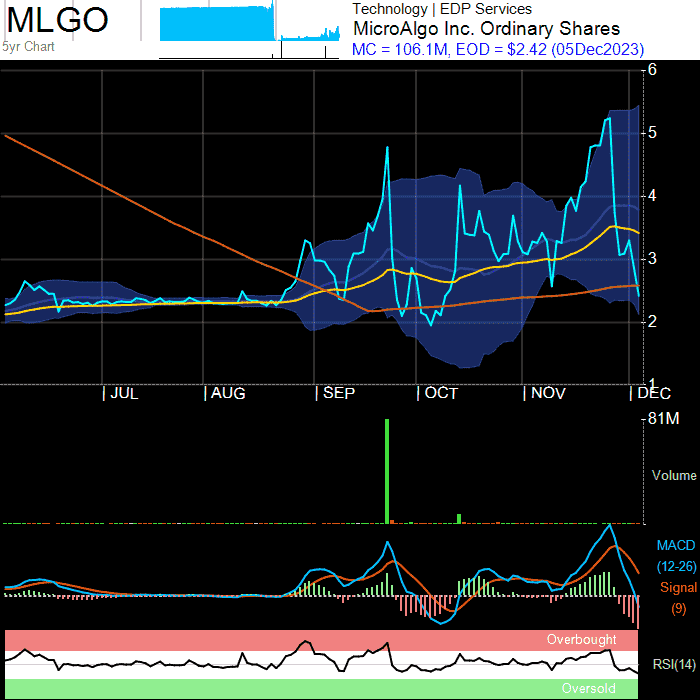 MLGO
5yr Chart
Technology | EDP Services
MicroAlgo Inc. Ordinary Shares
MC = 106.1M, EOD = $2.42 (05Dec2023)
6
5
4
3
2
1
| JUL | AUG | SEP | OCT | NOV | DEC
81M
Volume
MACD
(12-26)
Signal
(9)
Overbought
RSI(14)
Oversold